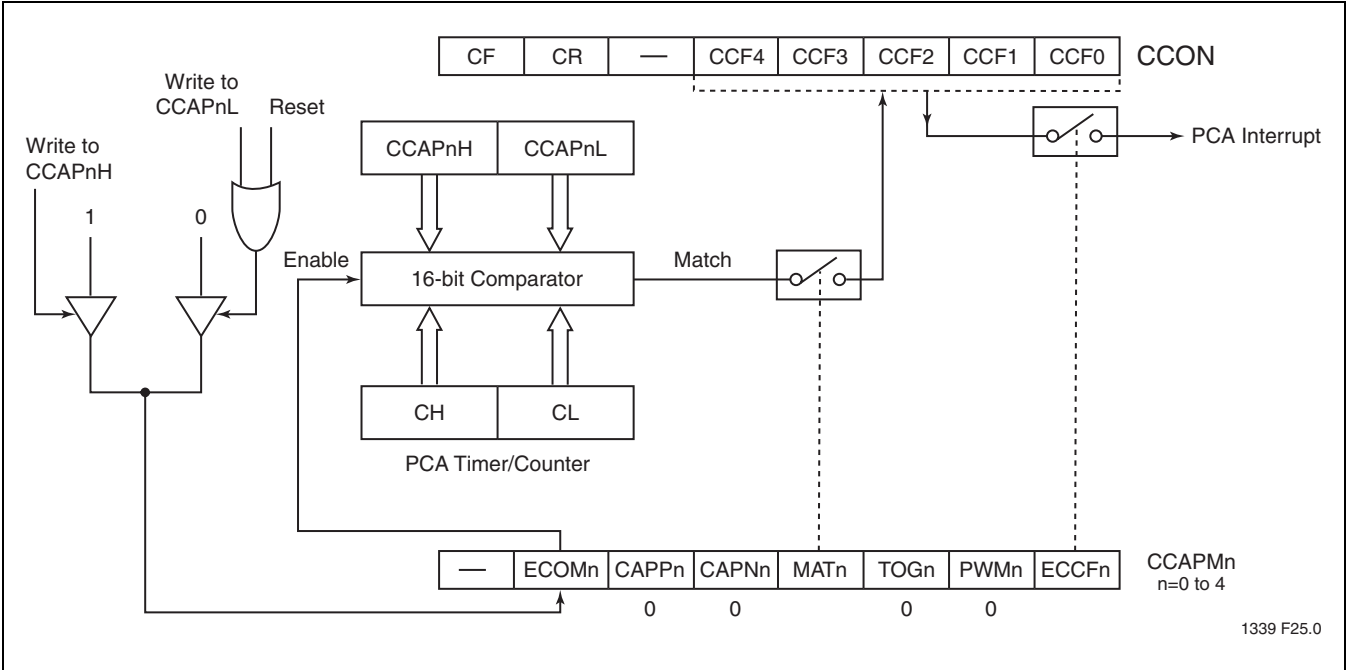 CF CR — CCF4 CCF3 CCF2 CCF1 CCF0 CCON
Write to
CCAPnL Reset
Write to
CCAPnH
CCAPnH CCAPnL
PCA Interrupt
1 0
Enable
16-bit Comparator
Match
CH CL
PCA Timer/Counter
— ECOMn CAPPn CAPNn MATn TOGn PWMn ECCFn CCAPMn
n=0 to 4
0 0 0 0
1339 F25.0